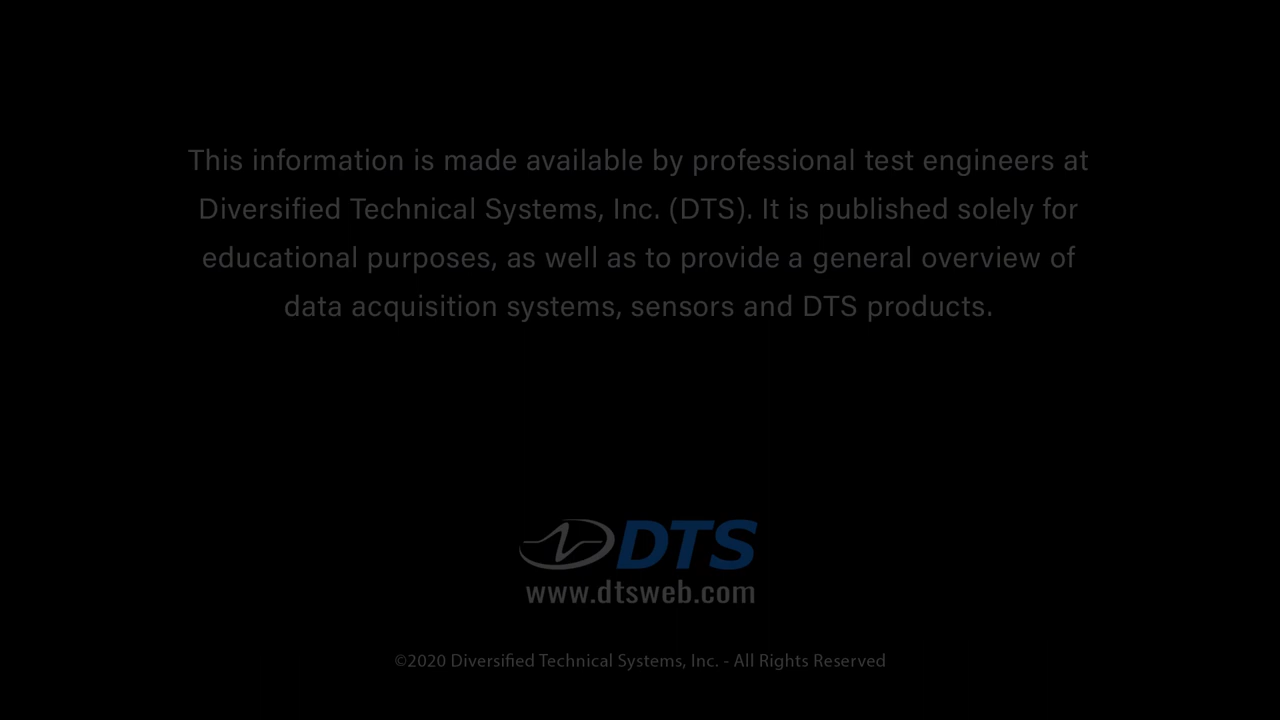 This information is made available by professional test engineers at
Diversified Technical Systems, Inc. (DTS). It is published solely for
educational purposes, as well as to provide a general overview of
data acquisition systems, sensors and DTS products.
DTS
www.dtsweb.com
©2020 Diversified Technical Systems, Inc. - All Rights Reserved